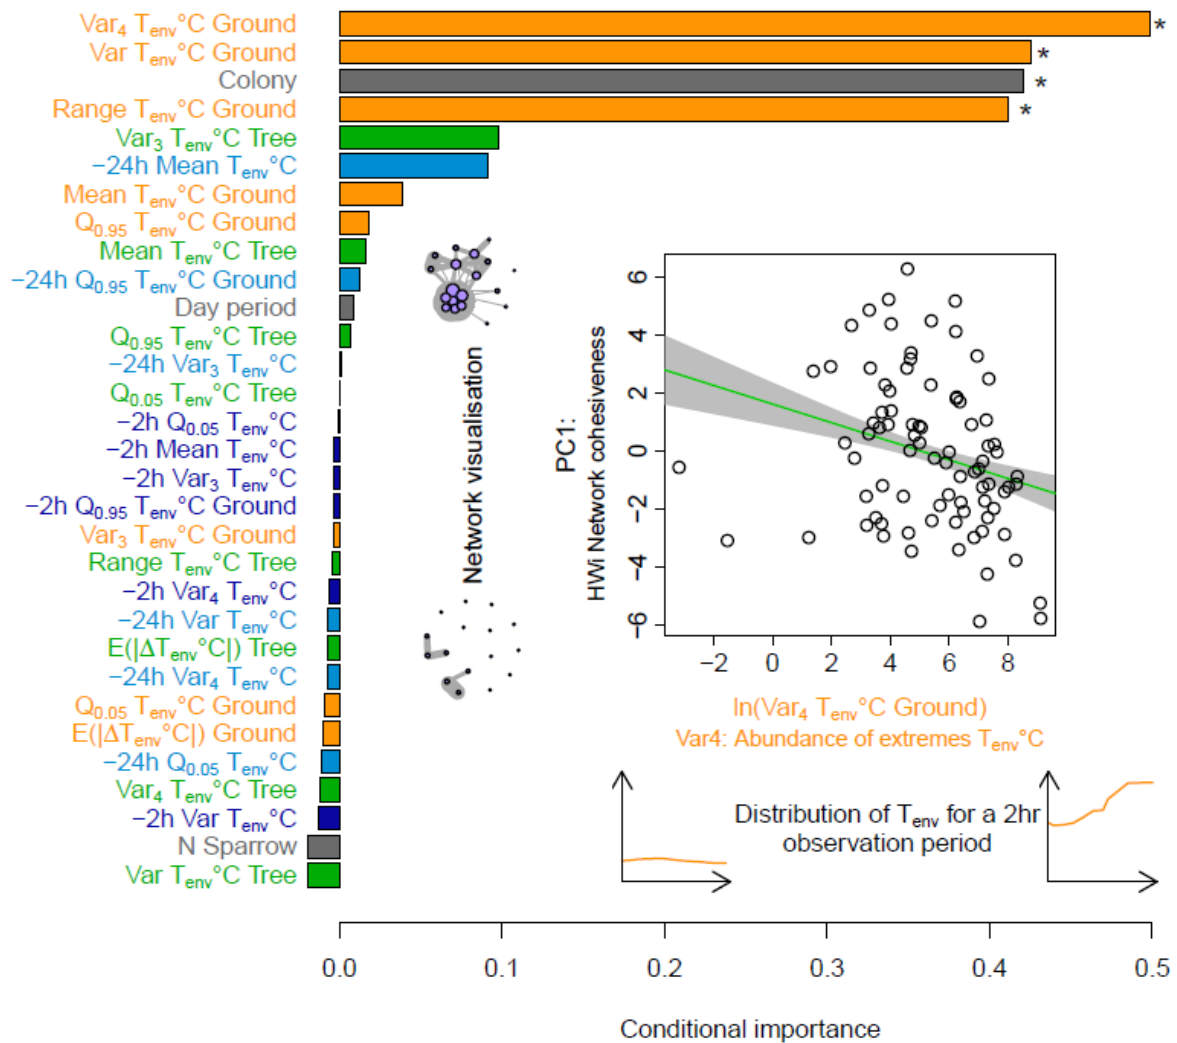 Var4 Tenv°C Ground
*
Var Tenv°C Ground
*
Colony
*
Range Tenv°C Ground
*
Var3 Tenv°C Tree
−24h Mean Tenv°C
Mean Tenv°C Ground
Q0.95 Tenv°C Ground
Mean Tenv°C Tree
−24h Q0.95 Tenv°C Ground
Day period
Q0.95 Tenv°C Tree
−24h Var3 Tenv°C
Q0.05 Tenv°C Tree
−2h Q0.05 Tenv°C
−2h Mean Tenv°C
−2h Var3 Tenv°C
−2h Q0.95 Tenv°C Ground
Var3 Tenv°C Ground
Range Tenv°C Tree
−2h Var4 Tenv°C
−24h Var Tenv°C
E(|ΔTenv°C|) Tree
−24h Var4 Tenv°C
Q0.05 Tenv°C Ground
E(|ΔTenv°C|) Ground
−24h Q0.05 Tenv°C
Var4 Tenv°C Tree
−2h Var Tenv°C
N Sparrow
Var Tenv°C Tree
0.0 0.1 0.2 0.3 0.4 0.5
Conditional importance
Network visualisation
PC1:
HWi Network cohesiveness
6
4
2
0
−2
−4
−6
−2 0 2 4 6 8
ln(Var4 Tenv°C Ground)
Var4: Abundance of extremes Tenv°C
Distribution of Tenv for a 2hr
observation period